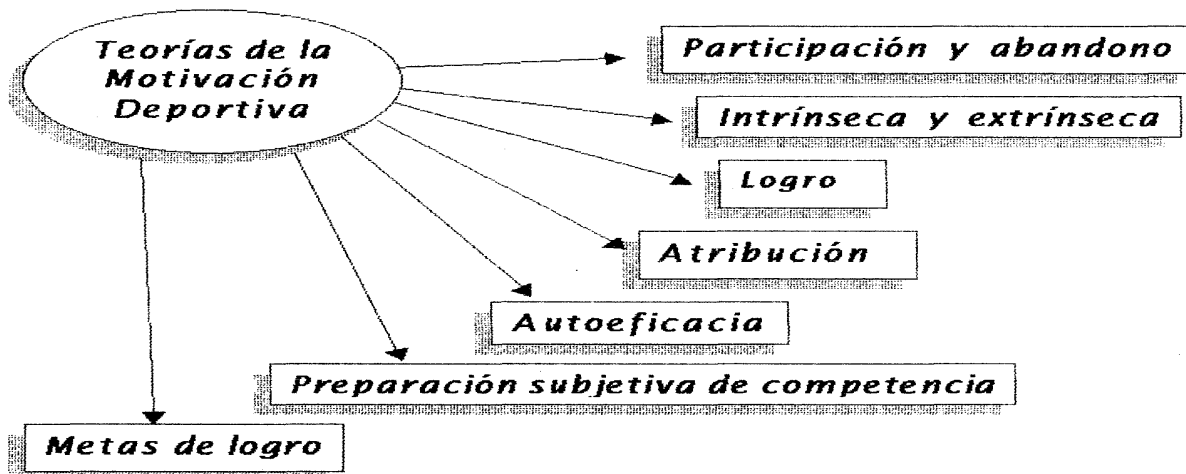 Teorías de la
Motivación
Deportiva
Participación y abandono
Intrínseca y extrínseca
Logro
Atribución
Autoeficacia
Preparación subjetiva de competencia
Metas de logro